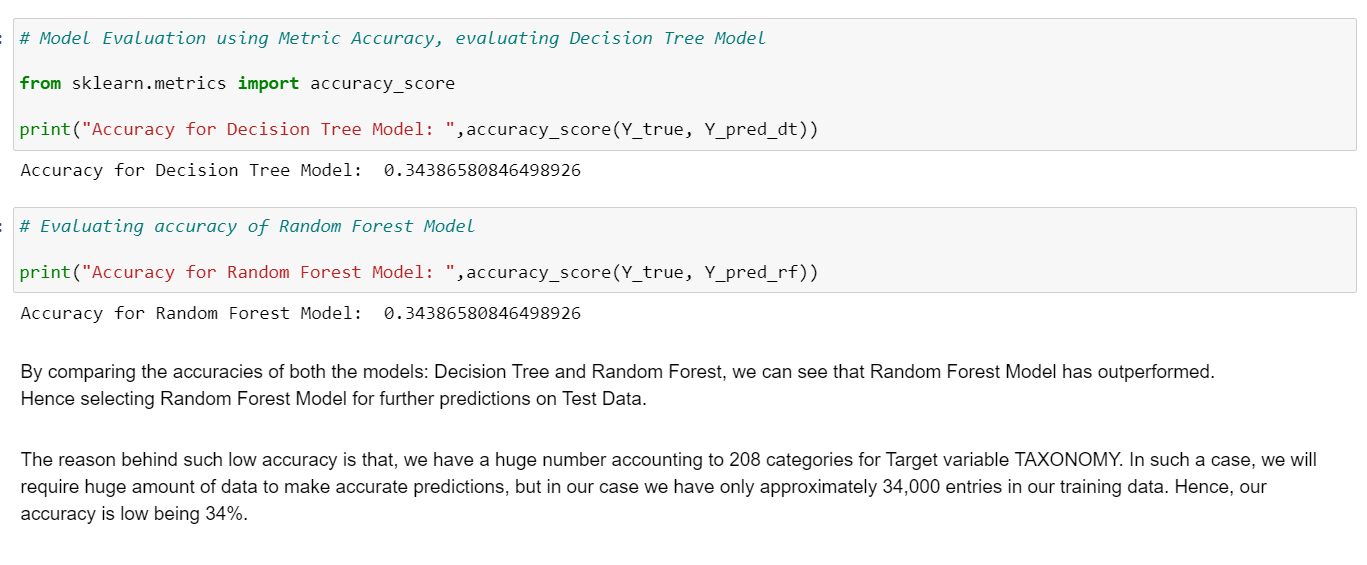 # Model Evaluation using Metric Accuracy, evaluating Decision Tree Model
from sklearn.metrics import accuracy_score
print("Accuracy for Decision Tree Model: ",accuracy_score(Y_true, Y_pred_dt))
Accuracy for Decision Tree Model:  0.34386580846498926
# Evaluating accuracy of Random Forest Model
print("Accuracy for Random Forest Model: ",accuracy_score(Y_true, Y_pred_rf))
Accuracy for Random Forest Model:  0.34386580846498926
By comparing the accuracies of both the models: Decision Tree and Random Forest, we can see that Random Forest Model has outperformed.
Hence selecting Random Forest Model for further predictions on Test Data.
The reason behind such low accuracy is that, we have a huge number accounting to 208 categories for Target variable TAXONOMY. In such a case, we will
require huge amount of data to make accurate predictions, but in our case we have only approximately 34,000 entries in our training data. Hence, our
accuracy is low being 34%.